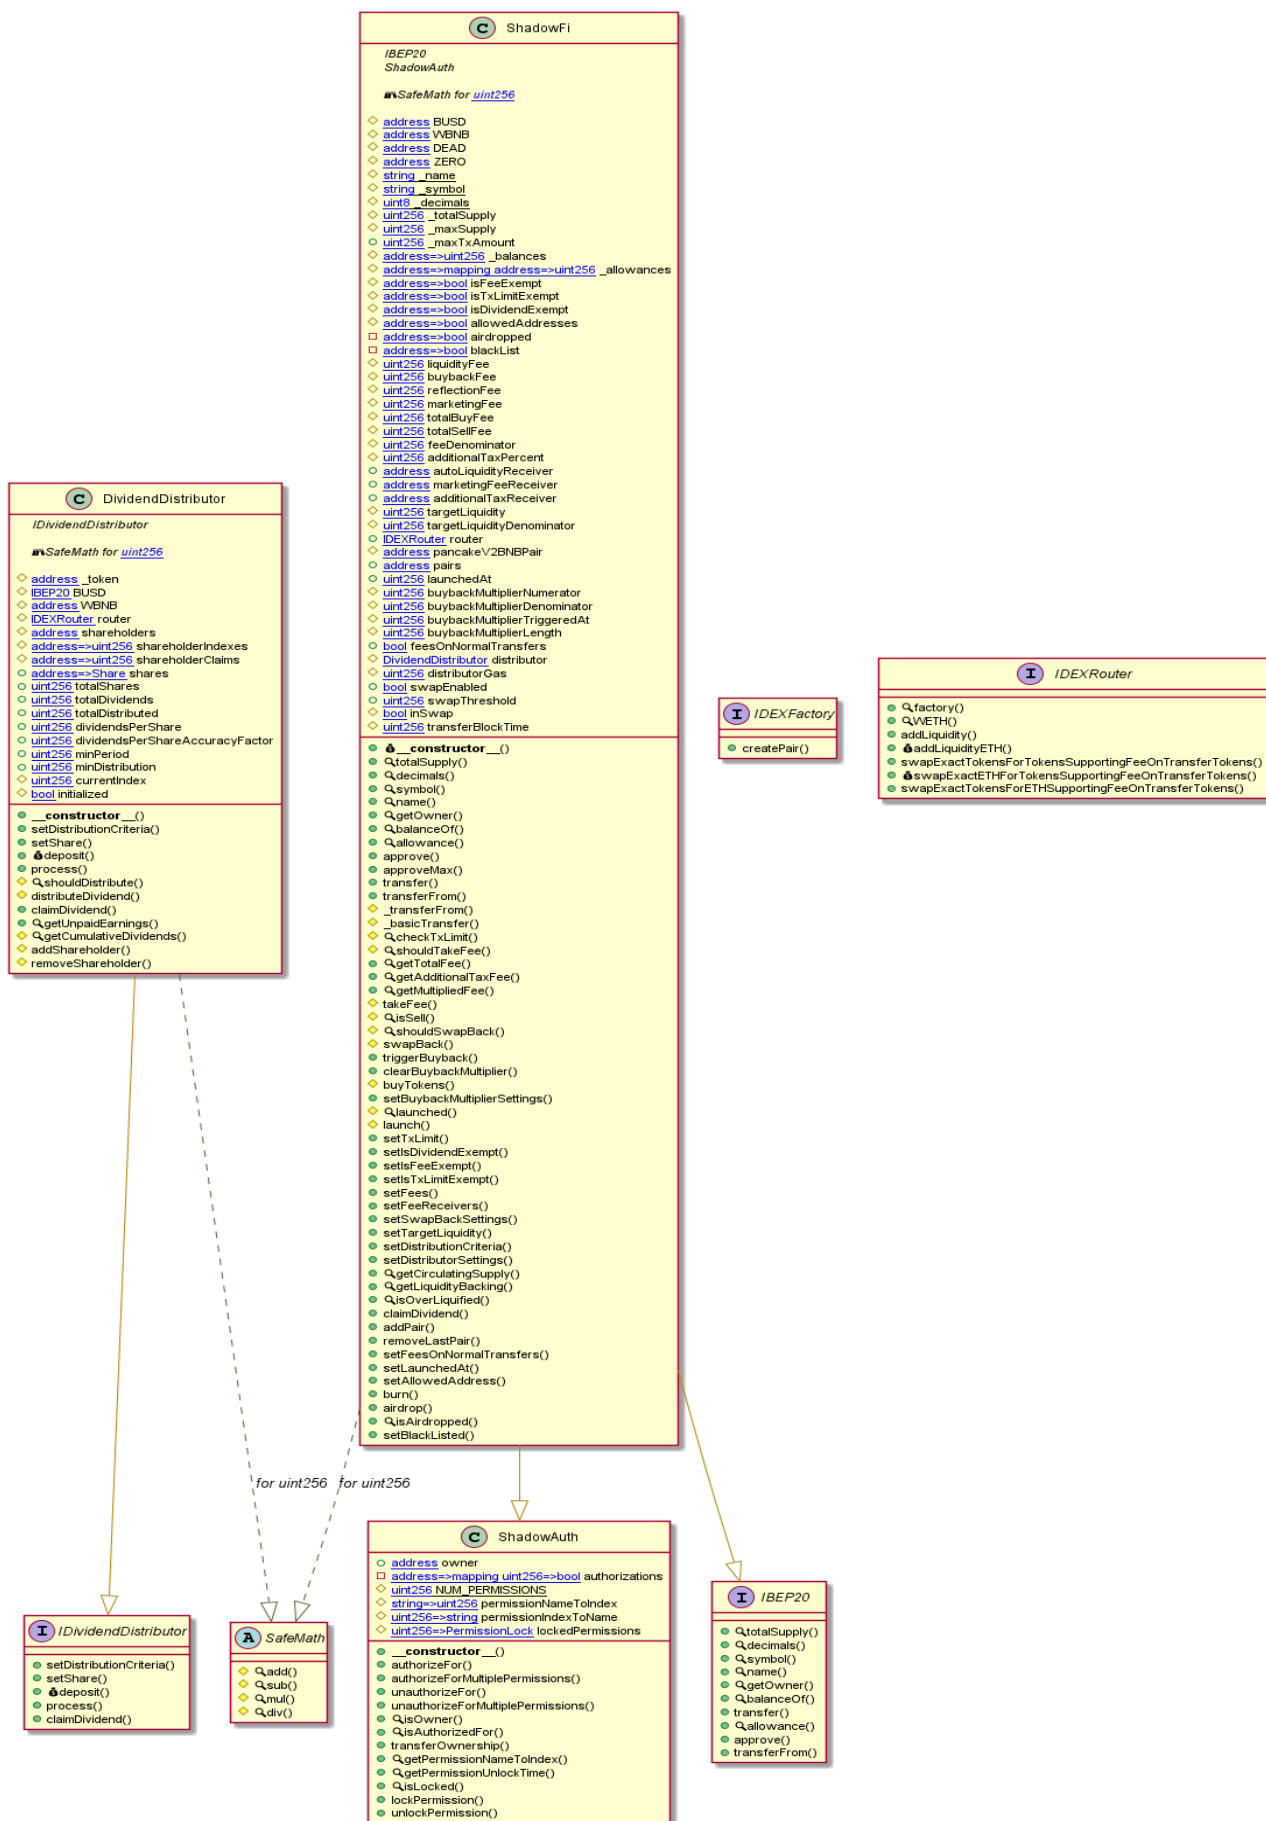 C ShadowFi
IBEP20
ShadowAuth
SafeMath for uint256
address BUSD
address WBNB
address DEAD
address ZERO
string _name
string _symbol
uint8 _decimals
uint256 _totalSupply
uint256 _maxSupply
uint256 _maxTxAmount
address=>uint256 _balances
address=>mapping address=>uint256 _allowances
address=>bool isFeeExempt
address=>bool isTxLimitExempt
address=>bool isDividendExempt
address=>bool allowedAddresses
address=>bool airdropped
address=>bool blackList
uint256 liquidityFee
uint256 buybackFee
uint256 reflectionFee
uint256 marketingFee
uint256 totalBuyFee
uint256 totalSellFee
uint256 feeDenominator
uint256 additionalTaxPercent
address autoLiquidityReceiver
address marketingFeeReceiver
address additionalTaxReceiver
uint256 targetLiquidity
uint256 targetLiquidityDenominator
IDEXRouter router
address pancakeV2BNBPair
address pairs
uint256 launchedAt
uint256 buybackMultiplierNumerator
uint256 buybackMultiplierDenominator
uint256 buybackMultiplierTriggeredAt
uint256 buybackMultiplierLength
bool feesOnNormalTransfers
DividendDistributor distributor
uint256 distributorGas
bool swapEnabled
uint256 swapThreshold
bool inSwap
uint256 transferBlockTime
__constructor__()
totalSupply()
decimals()
symbol()
name()
getOwner()
balanceOf()
allowance()
approve()
approveMax()
transfer()
transferFrom()
_transferFrom()
_basicTransfer()
checkTxLimit()
shouldTakeFee()
getTotalFee()
getAdditionalTaxFee()
getMultipliedFee()
takeFee()
isSell()
shouldSwapBack()
swapBack()
triggerBuyback()
clearBuybackMultiplier()
buyTokens()
setBuybackMultiplierSettings()
launched()
launch()
setTxLimit()
setIsDividendExempt()
setIsFeeExempt()
setIsTxLimitExempt()
setFees()
setFeeReceivers()
setSwapBackSettings()
setTargetLiquidity()
setDistributionCriteria()
setDistributorSettings()
getCirculatingSupply()
getLiquidityBacking()
isOverLiquified()
claimDividend()
addPair()
removeLastPair()
setFeesOnNormalTransfers()
setLaunchedAt()
setAllowedAddress()
burn()
airdrop()
isAirdropped()
setBlackListed()
C DividendDistributor
IDividendDistributor
SafeMath for uint256
address _token
IBEP20 BUSD
address WBNB
IDEXRouter router
address shareholders
address=>uint256 shareholderIndexes
address=>uint256 shareholderClaims
address=>Share shares
uint256 totalShares
uint256 totalDividends
uint256 totalDistributed
uint256 dividendsPerShare
uint256 dividendsPerShareAccuracyFactor
uint256 minPeriod
uint256 minDistribution
uint256 currentIndex
bool initialized
__constructor__()
setDistributionCriteria()
setShare()
deposit()
process()
shouldDistribute()
distributeDividend()
claimDividend()
getUnpaidEarnings()
getCumulativeDividends()
addShareholder()
removeShareholder()
I IDEXFactory
createPair()
I IDEXRouter
factory()
WETH()
addLiquidity()
addLiquidityETH()
swapExactTokensForTokensSupportingFeeOnTransferTokens()
swapExactETHForTokensSupportingFeeOnTransferTokens()
swapExactTokensForETHSupportingFeeOnTransferTokens()
for uint256
for uint256
I IDividendDistributor
setDistributionCriteria()
setShare()
deposit()
process()
claimDividend()
A SafeMath
add()
sub()
mul()
div()
C ShadowAuth
address owner
address=>mapping uint256=>bool authorizations
uint256 NUM_PERMISSIONS
string=>uint256 permissionNameToIndex
uint256=>string permissionIndexToName
uint256=>PermissionLock lockedPermissions
__constructor__()
authorizeFor()
authorizeForMultiplePermissions()
unauthorizeFor()
unauthorizeForMultiplePermissions()
isOwner()
isAuthorizedFor()
transferOwnership()
getPermissionNameToIndex()
getPermissionUnlockTime()
isLocked()
lockPermission()
unlockPermission()
I IBEP20
totalSupply()
decimals()
symbol()
name()
getOwner()
balanceOf()
transfer()
allowance()
approve()
transferFrom()